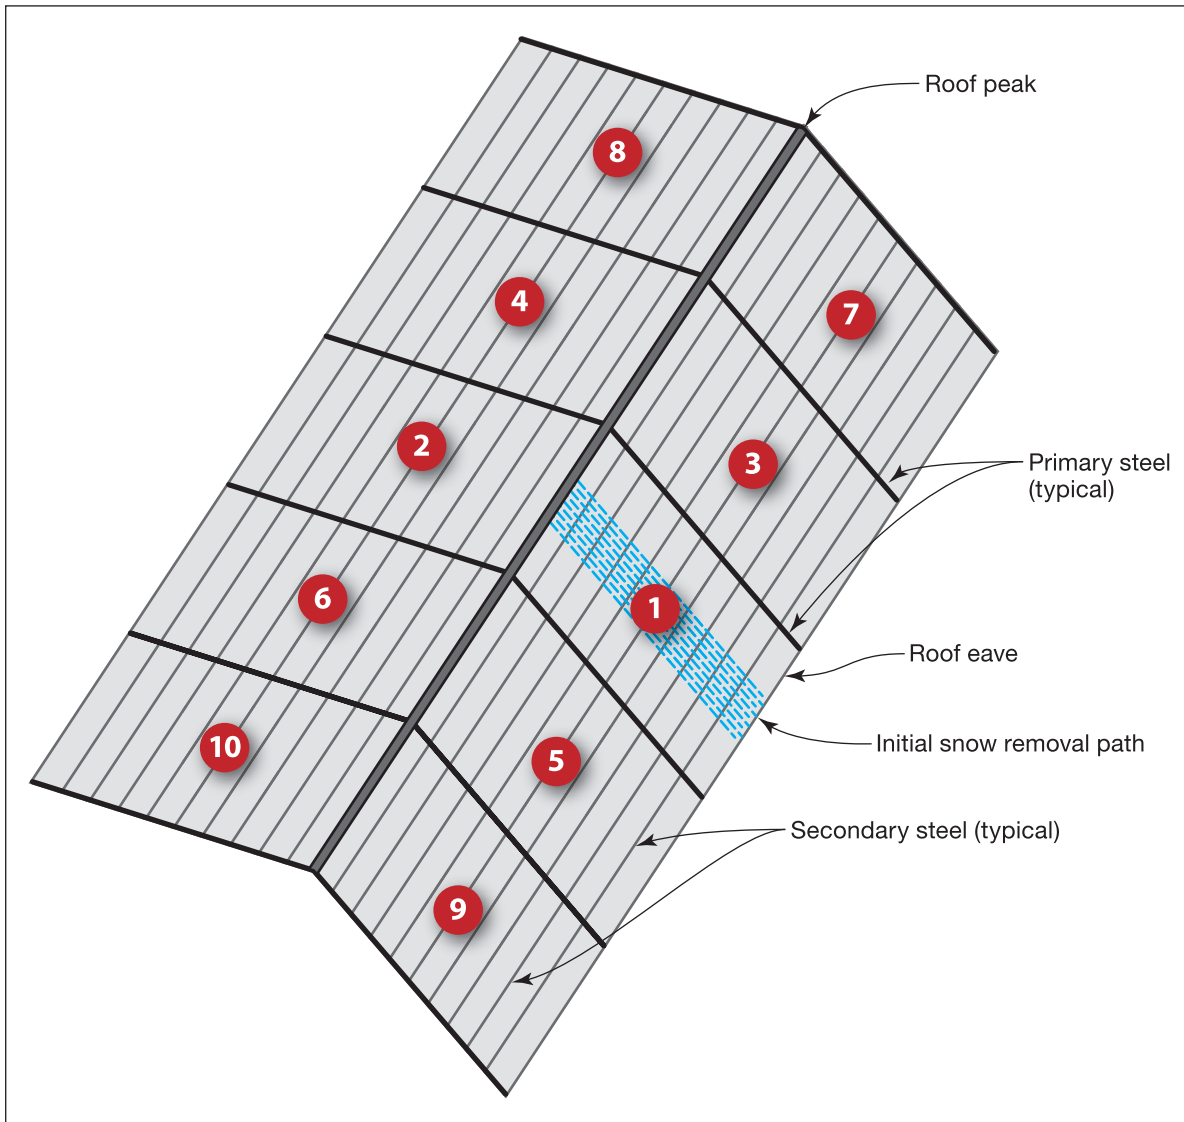 Roof peak
8
4
7
2
3
Primary steel
(typical)
6
1
Roof eave
Initial snow removal path
10
5
Secondary steel (typical)
9